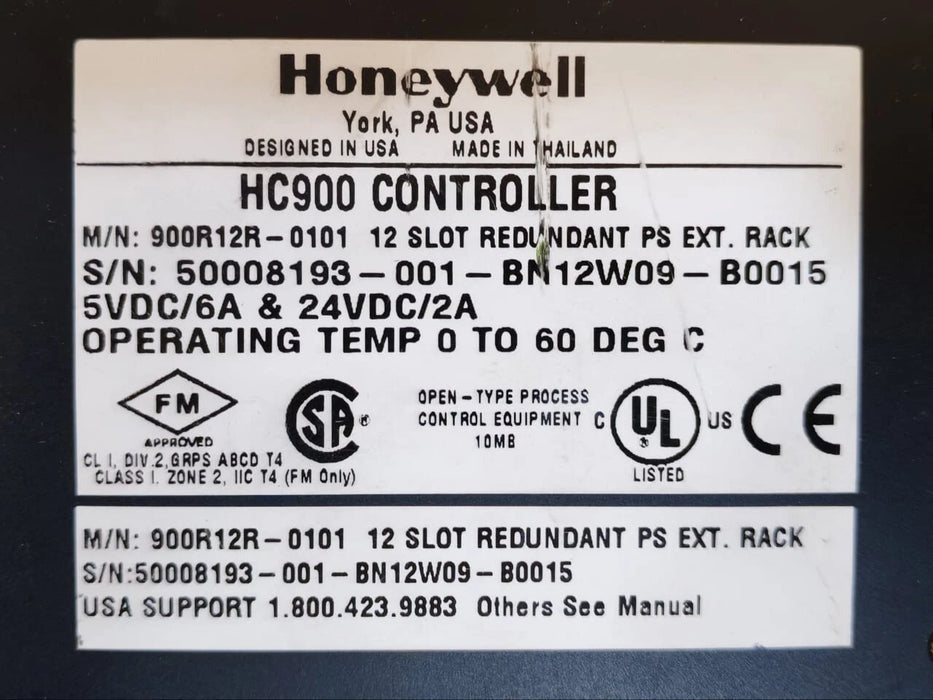 Honeywell
York, PA USA
DESIGNED IN USA MADE IN THAILAND
HC900 CONTROLLER
M/N: 900R12R-0101 12 SLOT REDUNDANT PS EXT. RACK
S/N: 50008193-001-BN12W09-B0015
5VDC/6A & 24VDC/2A
OPERATING TEMP 0 TO 60 DEG C
FM
APPROVED
CL I, DIV.2, GRPS ABCD T4
CLASS I. ZONE 2, IIC T4 (FM Only)
SA ®
OPEN-TYPE PROCESS
CONTROL EQUIPMENT
10MB
C UL US
LISTED
CE
M/N: 900R12R-0101 12 SLOT REDUNDANT PS EXT. RACK
S/N:50008193-001-BN12W09-B0015
USA SUPPORT 1.800.423.9883 Others See Manual